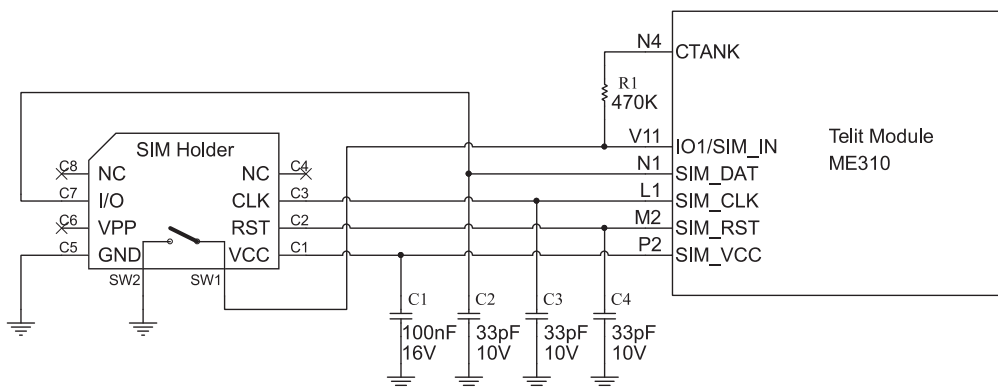 N4
CTANK
R1
470K
V11
IO1/SIM_IN
Telit Module
ME310
SIM Holder
N1
SIM_DAT
C8
NC
NC
C4
L1
SIM_CLK
C7
I/O
CLK
C3
M2
SIM_RST
C6
VPP
RST
C2
P2
SIM_VCC
C5
GND
VCC
C1
SW2
SW1
C1
100nF
16V
C2
33pF
10V
C3
33pF
10V
C4
33pF
10V